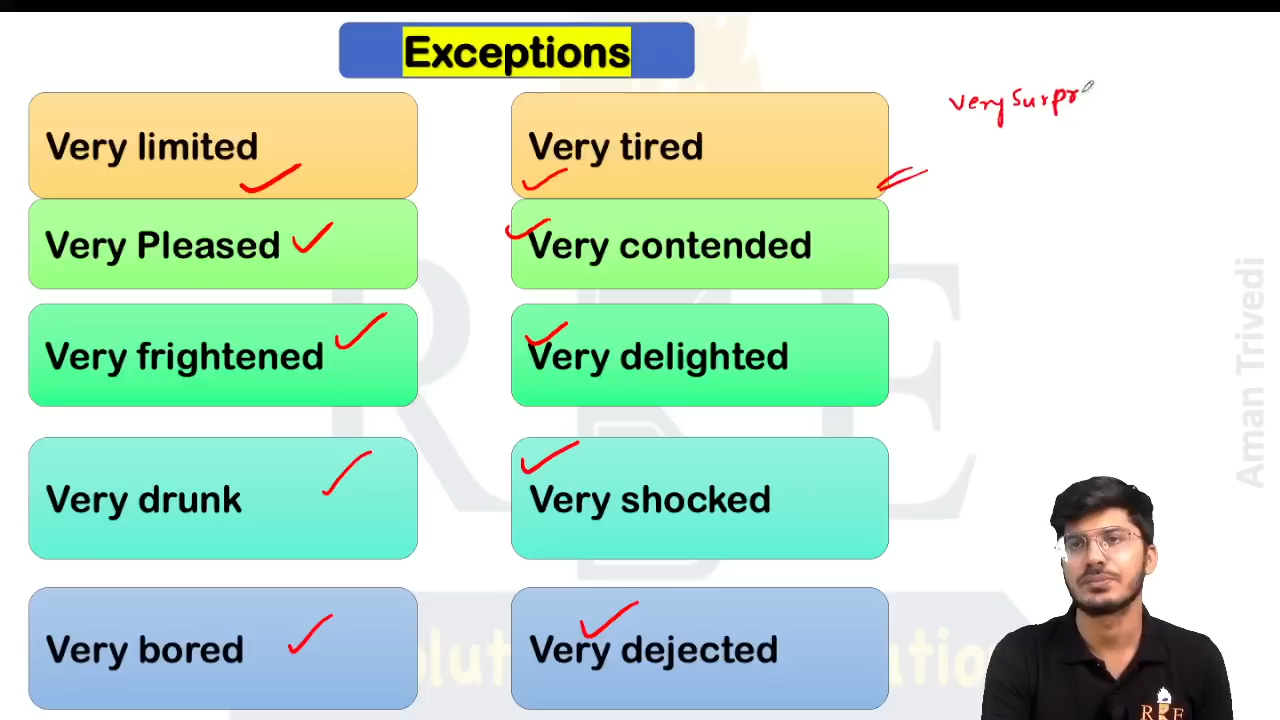 Exceptions
Very limited
Very tired
very surpr
Very Pleased
Very contended
Very frightened
Very delighted
Very drunk
Very shocked
Very bored
Very dejected
Aman Trivedi
RRE